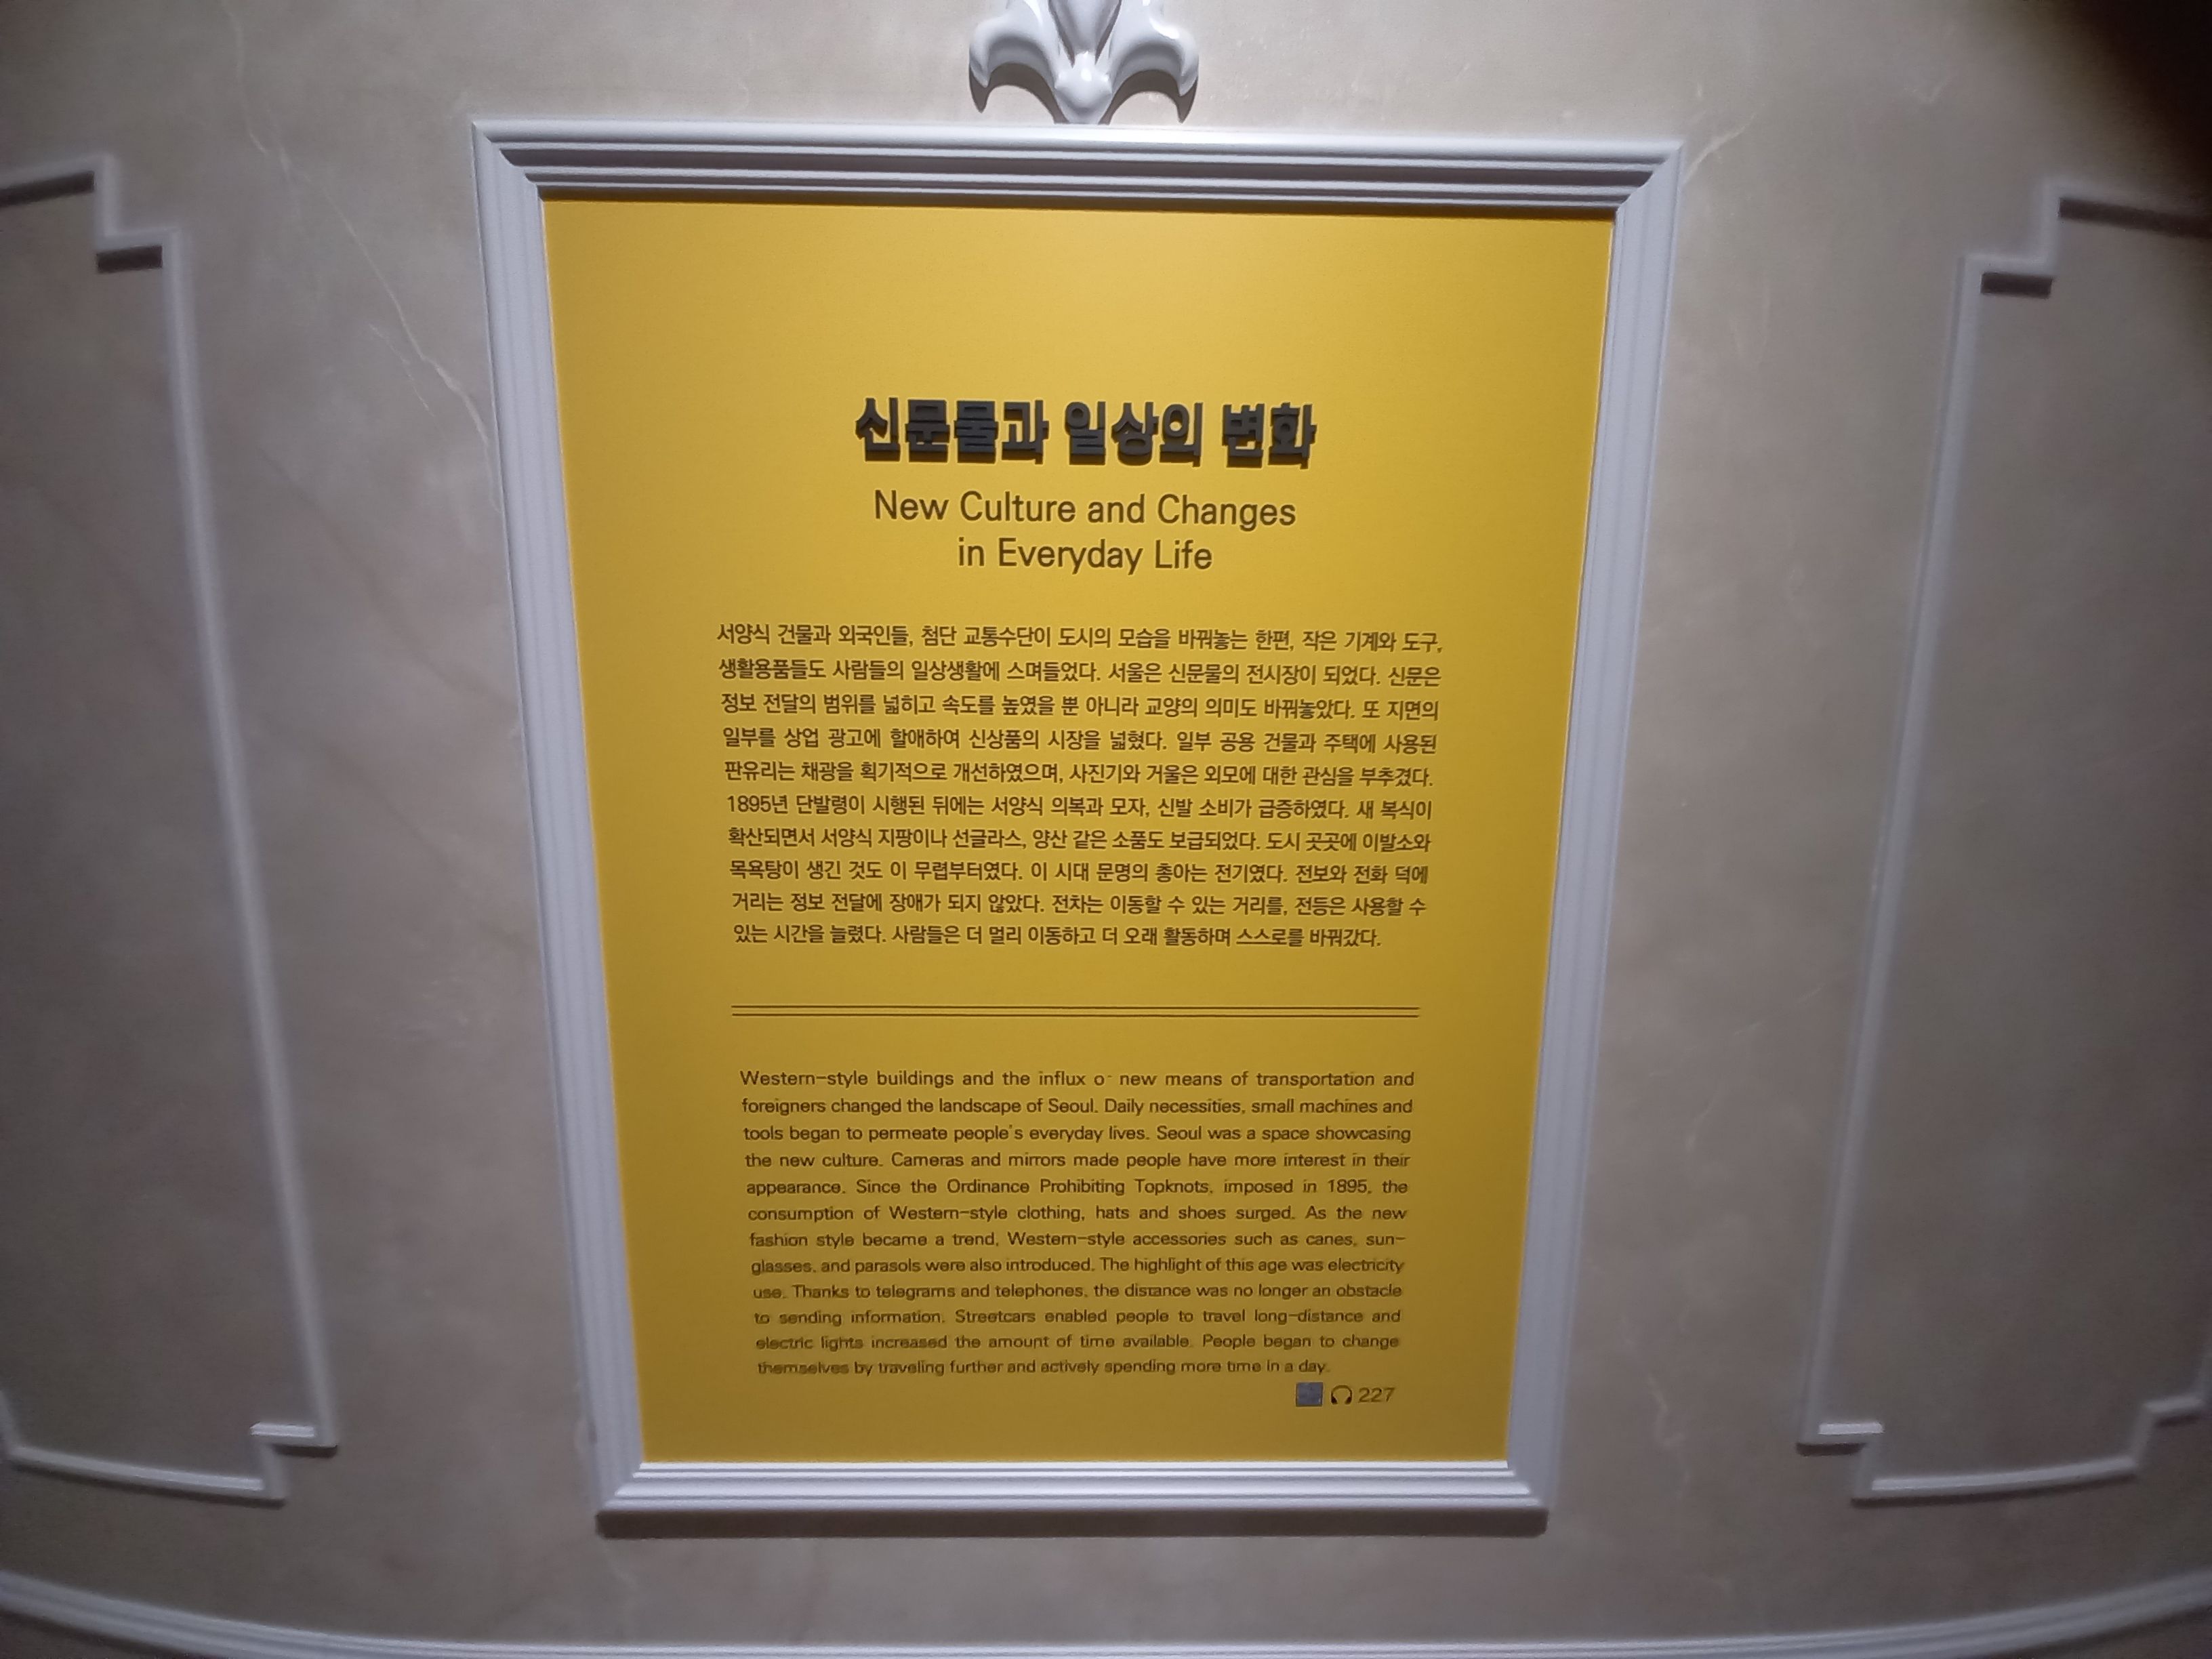 신문물과 일상의 변화
New Culture and Changes
in Everyday Life
서양식 건물과 외국인들, 첨단 교통수단이 도시의 모습을 바꿔놓는 한편, 작은 기계와 도구,
생활용품들도 사람들의 일상생활에 스며들었다. 서울은 신문물의 전시장이 되었다. 신문은
정보 전달의 범위를 넓히고 속도를 높였을 뿐 아니라 교양의 의미도 바꿔놓았다. 또 지면의
일부를 상업 광고에 할애하여 신상품의 시장을 넓혔다. 일부 공용 건물과 주택에 사용된
판유리는 채광을 획기적으로 개선하였으며, 사진기와 거울은 외모에 대한 관심을 부추겼다.
1895년 단발령이 시행된 뒤에는 서양식 의복과 모자, 신발 소비가 급증하였다. 새 복식이
확산되면서 서양식 지팡이나 선글라스, 양산 같은 소품도 보급되었다. 도시 곳곳에 이발소와
목욕탕이 생긴 것도 이 무렵부터였다. 이 시대 문명의 총아는 전기였다. 전보와 전화 덕에
거리는 정보 전달에 장애가 되지 않았다. 전차는 이동할 수 있는 거리를, 전등은 사용할 수
있는 시간을 늘렸다. 사람들은 더 멀리 이동하고 더 오래 활동하며 스스로를 바꿔갔다.
Western-style buildings and the influx o- new means of transportation and
foreigners changed the landscape of Seoul. Daily necessities, small machines and
tools began to permeate people's everyday lives. Seoul was a space showcasing
the new culture. Cameras and mirrors made people have more interest in their
appearance. Since the Ordinance Prohibiting Topknots, imposed in 1895, the
consumption of Western-style clothing, hats and shoes surged. As the new
fashion style became a trend, Western-style accessories such as canes, sun-
glasses, and parasols were also introduced. The highlight of this age was electricity
use. Thanks to telegrams and telephones, the distance was no longer an obstacle
to sending information. Streetcars enabled people to travel long-distance and
electric lights increased the amount of time available. People began to change
themselves by traveling further and actively spending more time in a day.
227